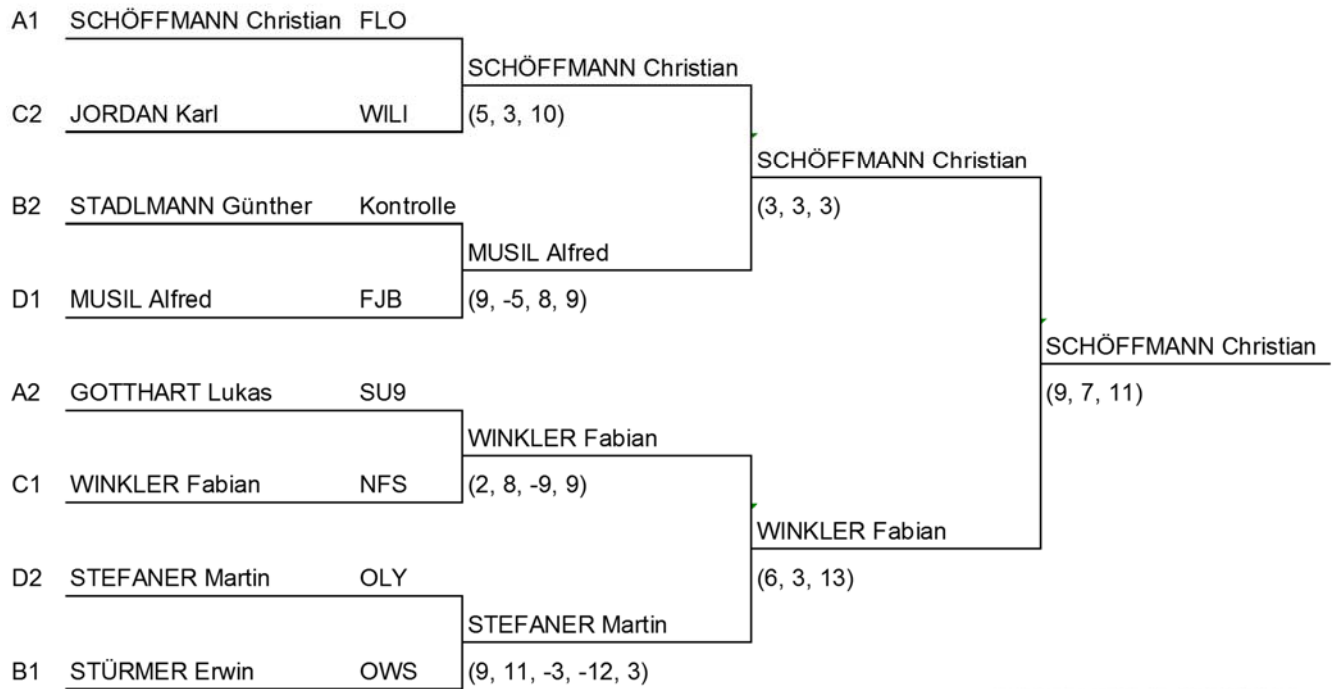 A1 SCHÖFFMANN Christian FLO
SCHÖFFMANN Christian
C2 JORDAN Karl WILI (5, 3, 10)
SCHÖFFMANN Christian
B2 STADLMANN Günther Kontrolle (3, 3, 3)
MUSIL Alfred
D1 MUSIL Alfred FJB (9, -5, 8, 9)
SCHÖFFMANN Christian
A2 GOTTHART Lukas SU9 (9, 7, 11)
WINKLER Fabian
C1 WINKLER Fabian NFS (2, 8, -9, 9)
WINKLER Fabian
D2 STEFANER Martin OLY (6, 3, 13)
STEFANER Martin
B1 STÜRMER Erwin OWS (9, 11, -3, -12, 3)